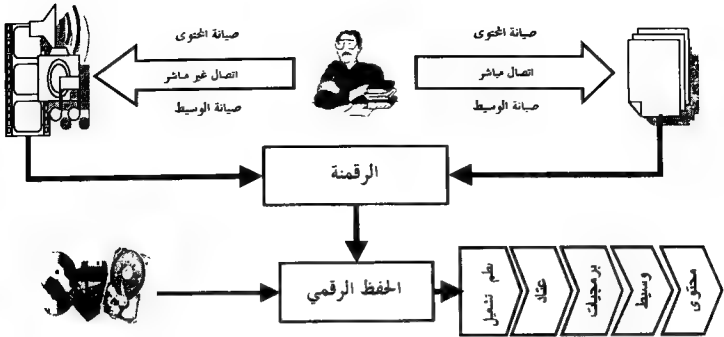 صيانة المحتوى
اتصال مباشر
صيانة الوسيط
صيانة المحتوى
اتصال غير مباشر
صيانة الوسيط
الرقمنة
الحفظ الرقمي
محتوى
وسيط
برمجيات
عتاد
نظم تشغيل